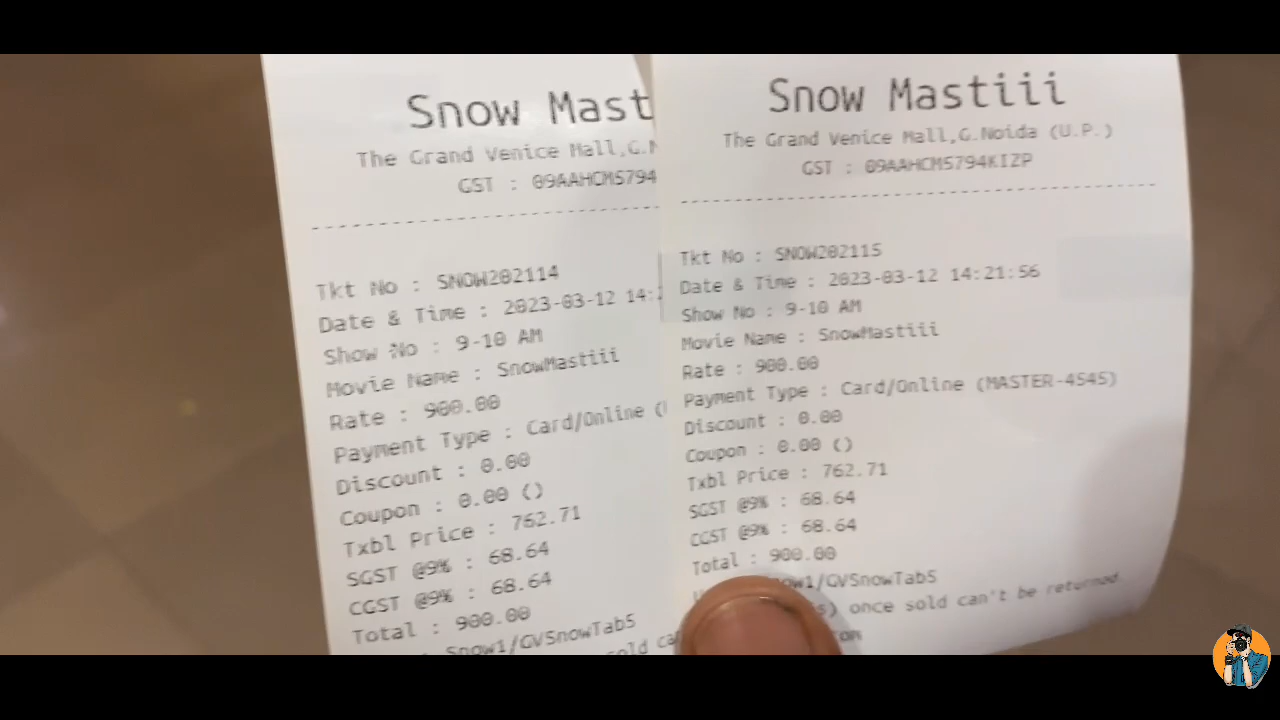 Snow Mast
The Grand Venice Mall,G.N
GST : 09AAHCM5794
Tkt No : SNOW202114
Date & Time : 2023-03-12 14:
Show No : 9-10 AM
Movie Name : SnowMastiii
Rate : 900.00
Payment Type : Card/Online (
Discount : 0.00
Coupon : 0.00 ()
Txbl Price : 762.71
SGST @9% : 68.64
CGST @9% : 68.64
Total : 900.00
Snow1/GVSnowTab5
sold
Snow Mastiii
The Grand Venice Mall,G.Noida (U.P.)
GST : 09AAHCM5794K1ZP
Tkt No : SNOW202115
Date & Time : 2023-03-12 14:21:56
Show No : 9-10 AM
Movie Name : SnowMastiii
Rate : 900.00
Payment Type : Card/Online (MASTER-4545)
Discount : 0.00
Coupon : 0.00 ()
Txbl Price : 762.71
SGST @9% : 68.64
CGST @9% : 68.64
Total : 900.00
now1/GVSnowTab5
s) once sold can't be returned